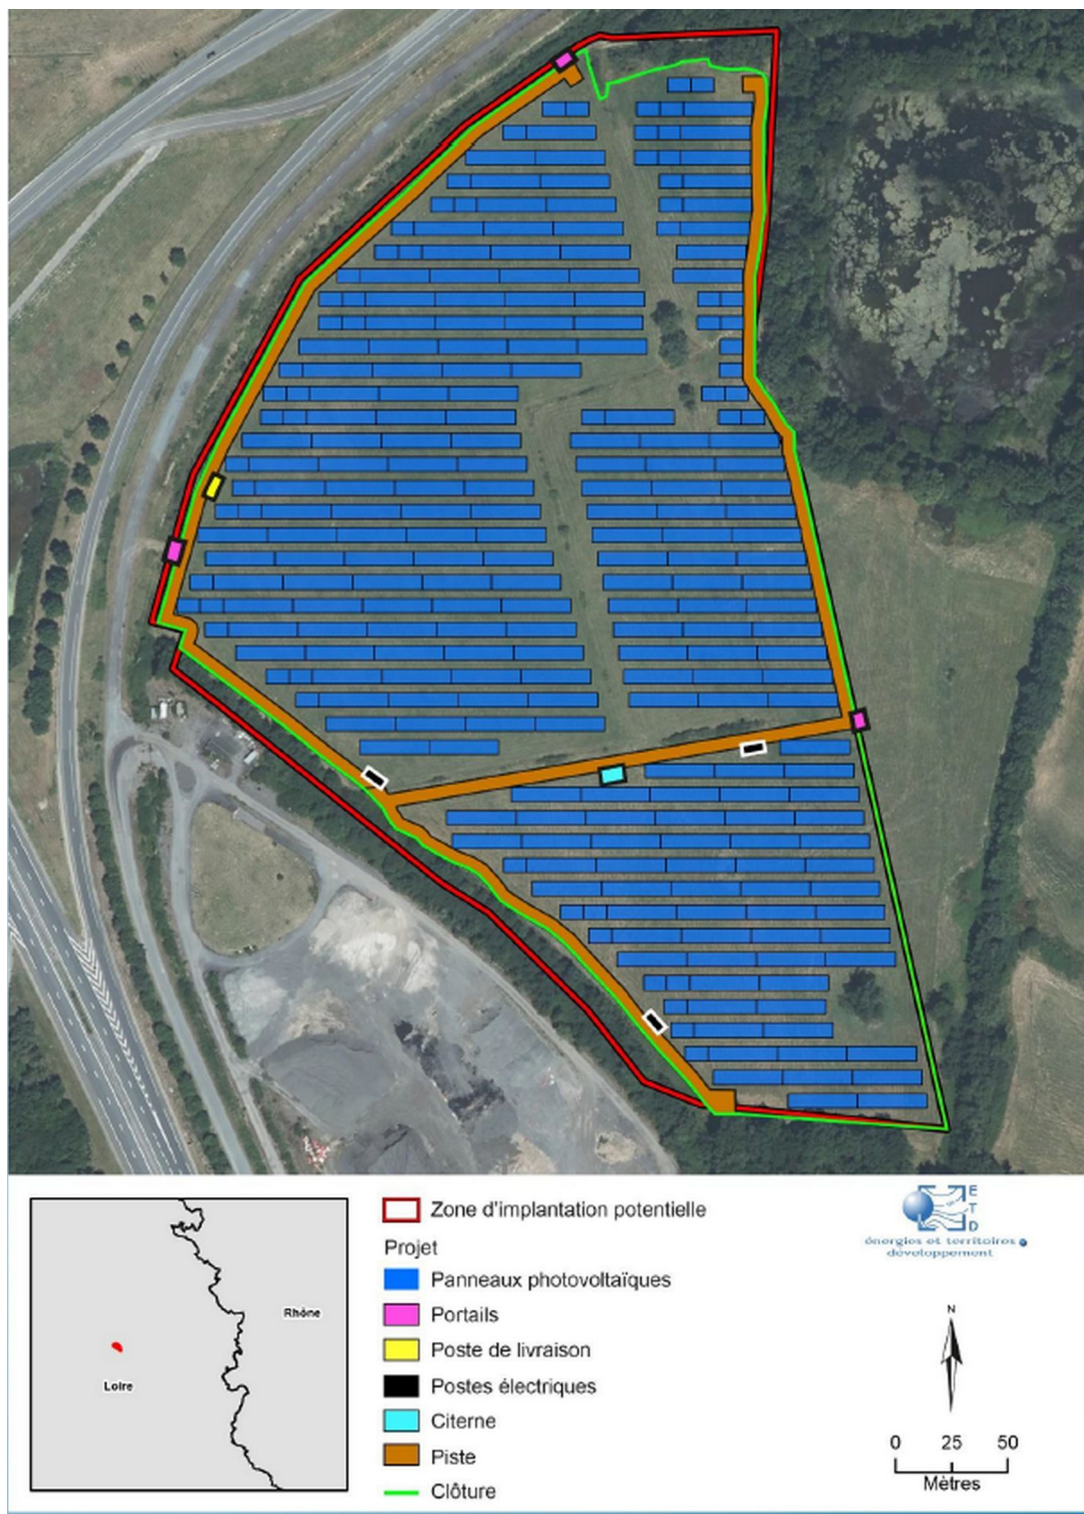 Zone d'implantation potentielle
Projet
Panneaux photovoltaïques
Portails
Poste de livraison
Postes électriques
Citerne
Piste
Clôture
Rhône
Loire
E
T
D
énergies et territoires
développement
N
0 25 50
Mètres